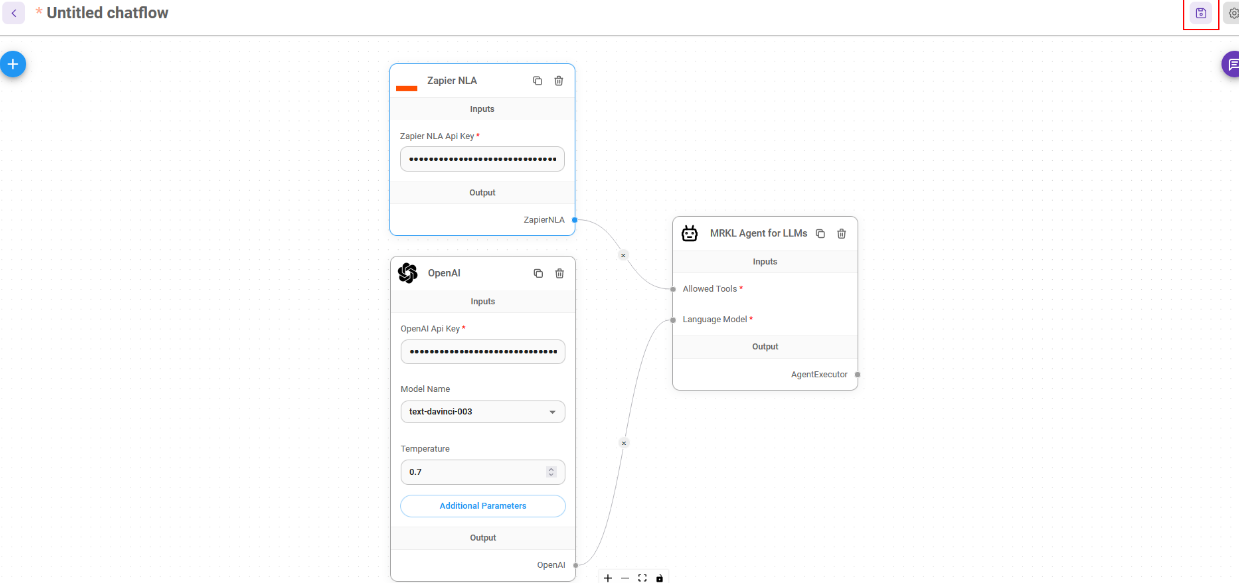 * Untitled chatflow
Zapier NLA
Inputs
Zapier NLA Api Key *
••••••••••••••••••••••••••••••
Output
ZapierNLA
OpenAI
Inputs
OpenAI Api Key *
••••••••••••••••••••••••••••••
Model Name
text-davinci-003
Temperature
0.7
Additional Parameters
Output
OpenAI
MRKL Agent for LLMs
Inputs
Allowed Tools *
Language Model *
Output
AgentExecutor